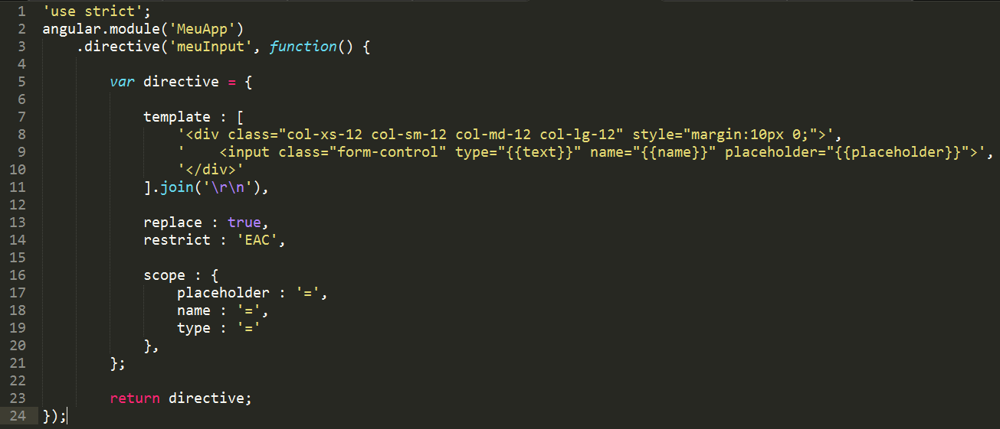 1 'use strict';
2 angular.module('MeuApp')
3     .directive('meuInput', function() {
4
5         var directive = {
6
7             template : [
8                 '<div class="col-xs-12 col-sm-12 col-md-12 col-lg-12" style="margin:10px 0;">',
9                 '    <input class="form-control" type="{{text}}" name="{{name}}" placeholder="{{placeholder}}">',
10                 '</div>'
11             ].join('\r\n'),
12
13             replace : true,
14             restrict : 'EAC',
15
16             scope : {
17                 placeholder : '=',
18                 name : '=',
19                 type : '='
20             },
21         };
22
23         return directive;
24 });